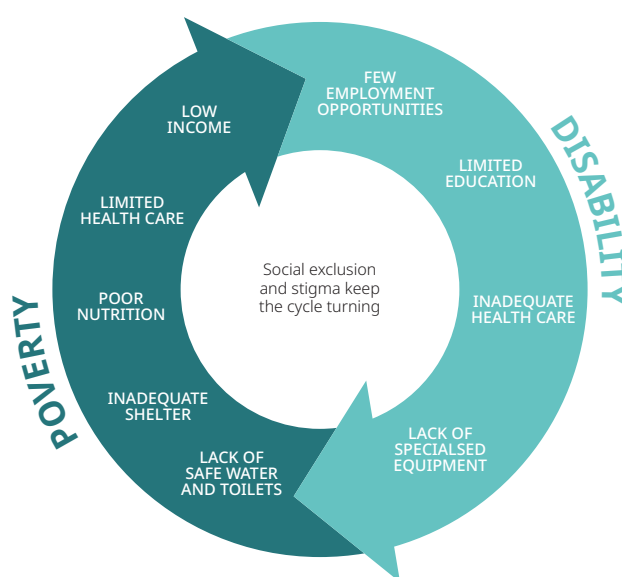 FEW
EMPLOYMENT
OPPORTUNITIES
LIMITED
EDUCATION
INADEQUATE
HEALTH CARE
LACK OF
SPECIALSED
EQUIPMENT
DISABILITY
LACK OF
SAFE WATER
AND TOILETS
INADEQUATE
SHELTER
POOR
NUTRITION
LIMITED
HEALTH CARE
LOW
INCOME
POVERTY
Social exclusion
and stigma keep
the cycle turning